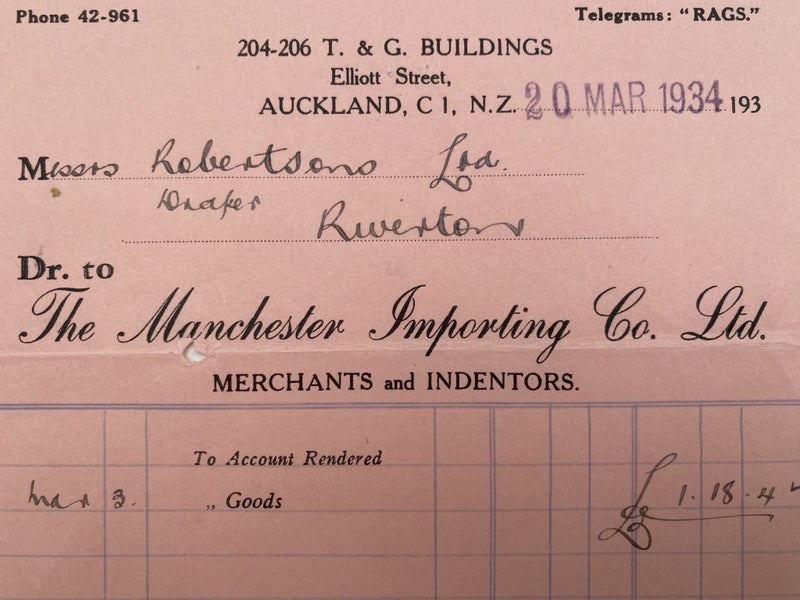 Phone 42-961 Telegrams: "RAGS."
204-206 T. & G. BUILDINGS
Elliott Street,
AUCKLAND, C 1, N.Z. 20 MAR 1934 193
Messrs Robertsons Ltd.
Draper
Riverton
Dr. to
The Manchester Importing Co. Ltd.
MERCHANTS and INDENTORS.
To Account Rendered
Mar 3. „ Goods £ 1.18.4